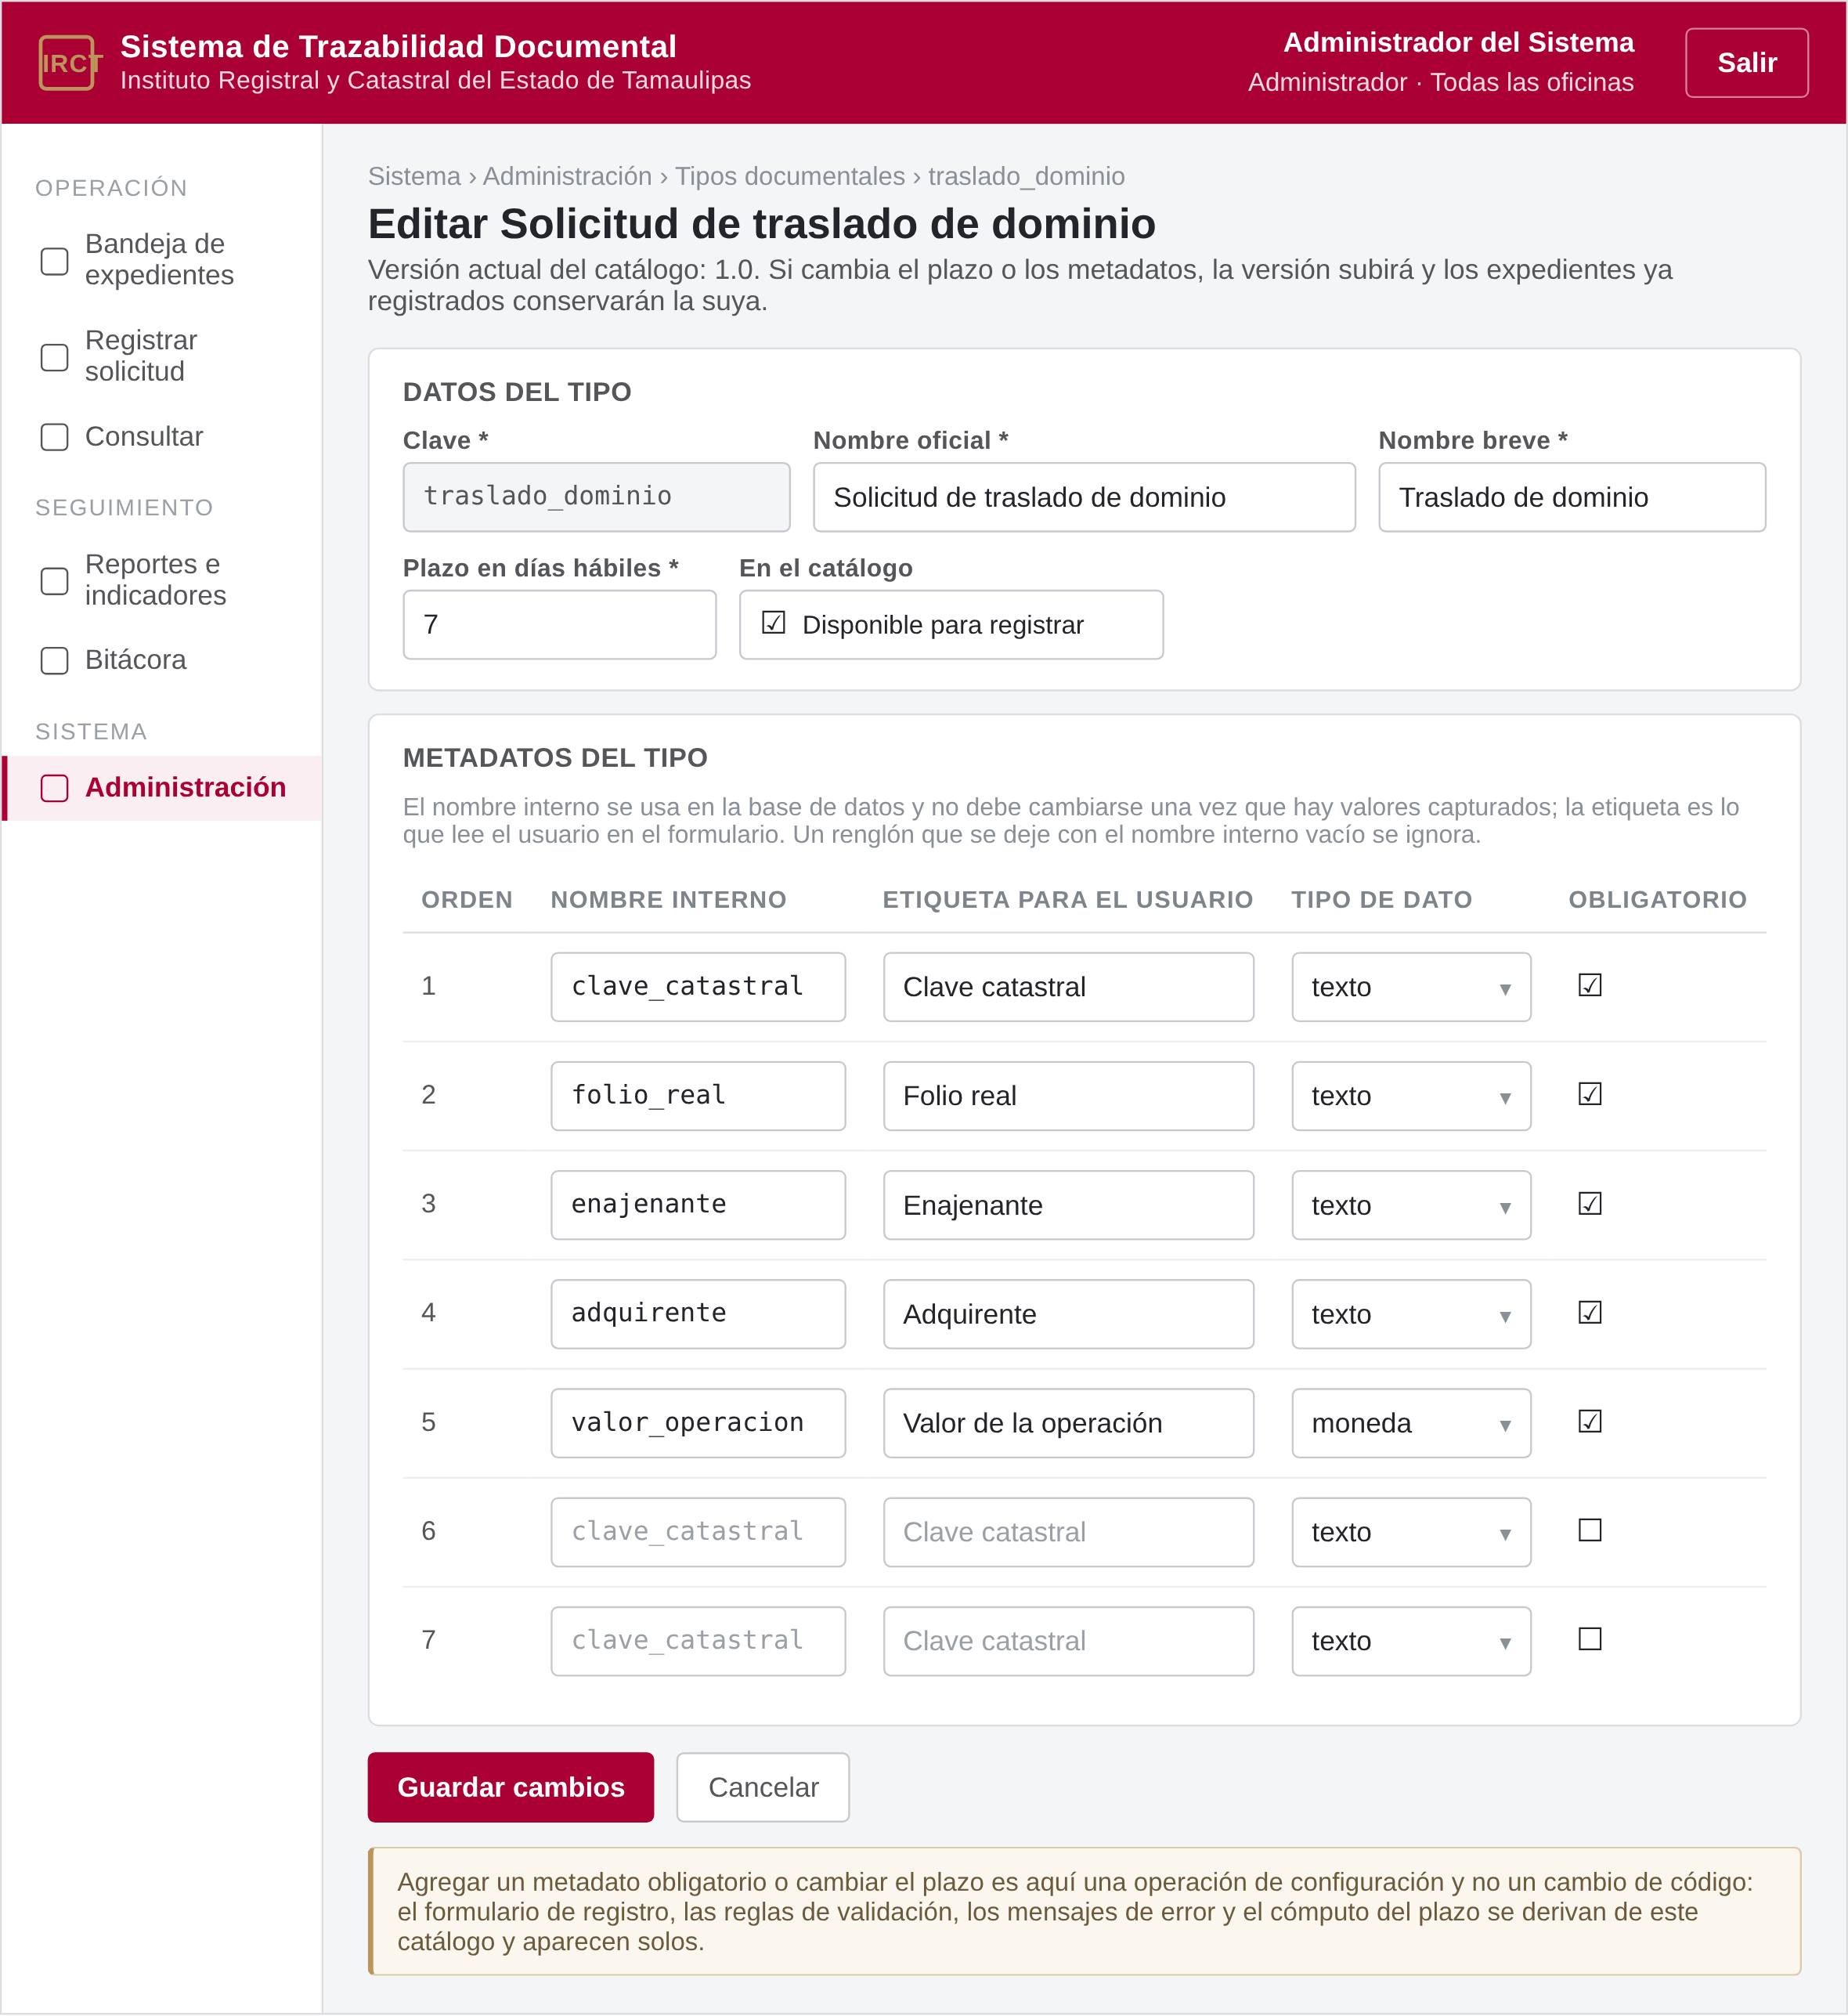 IRCT
Sistema de Trazabilidad Documental
Instituto Registral y Catastral del Estado de Tamaulipas
Administrador del Sistema
Administrador · Todas las oficinas
Salir
OPERACIÓN
Bandeja de
expedientes
Registrar
solicitud
Consultar
SEGUIMIENTO
Reportes e
indicadores
Bitácora
SISTEMA
Administración
Sistema › Administración › Tipos documentales › traslado_dominio
Editar Solicitud de traslado de dominio
Versión actual del catálogo: 1.0. Si cambia el plazo o los metadatos, la versión subirá y los expedientes ya
registrados conservarán la suya.
DATOS DEL TIPO
Clave * Nombre oficial * Nombre breve *
traslado_dominio Solicitud de traslado de dominio Traslado de dominio
Plazo en días hábiles * En el catálogo
7 ☑ Disponible para registrar
METADATOS DEL TIPO
El nombre interno se usa en la base de datos y no debe cambiarse una vez que hay valores capturados; la etiqueta es lo
que lee el usuario en el formulario. Un renglón que se deje con el nombre interno vacío se ignora.
ORDEN NOMBRE INTERNO ETIQUETA PARA EL USUARIO TIPO DE DATO OBLIGATORIO
1 clave_catastral Clave catastral texto ▾ ☑
2 folio_real Folio real texto ▾ ☑
3 enajenante Enajenante texto ▾ ☑
4 adquirente Adquirente texto ▾ ☑
5 valor_operacion Valor de la operación moneda ▾ ☑
6 clave_catastral Clave catastral texto ▾ ☐
7 clave_catastral Clave catastral texto ▾ ☐
Guardar cambios Cancelar
Agregar un metadato obligatorio o cambiar el plazo es aquí una operación de configuración y no un cambio de código:
el formulario de registro, las reglas de validación, los mensajes de error y el cómputo del plazo se derivan de este
catálogo y aparecen solos.